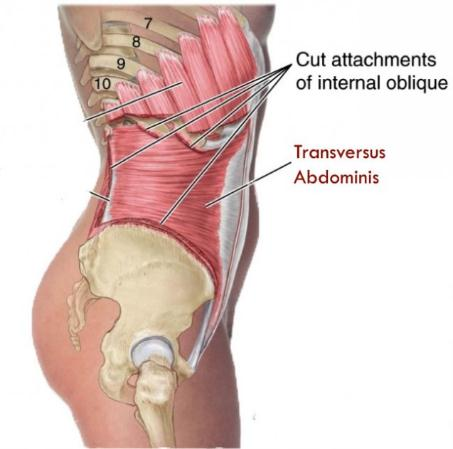 7
8
9
10
Cut attachments
of internal oblique
Transversus
Abdominis